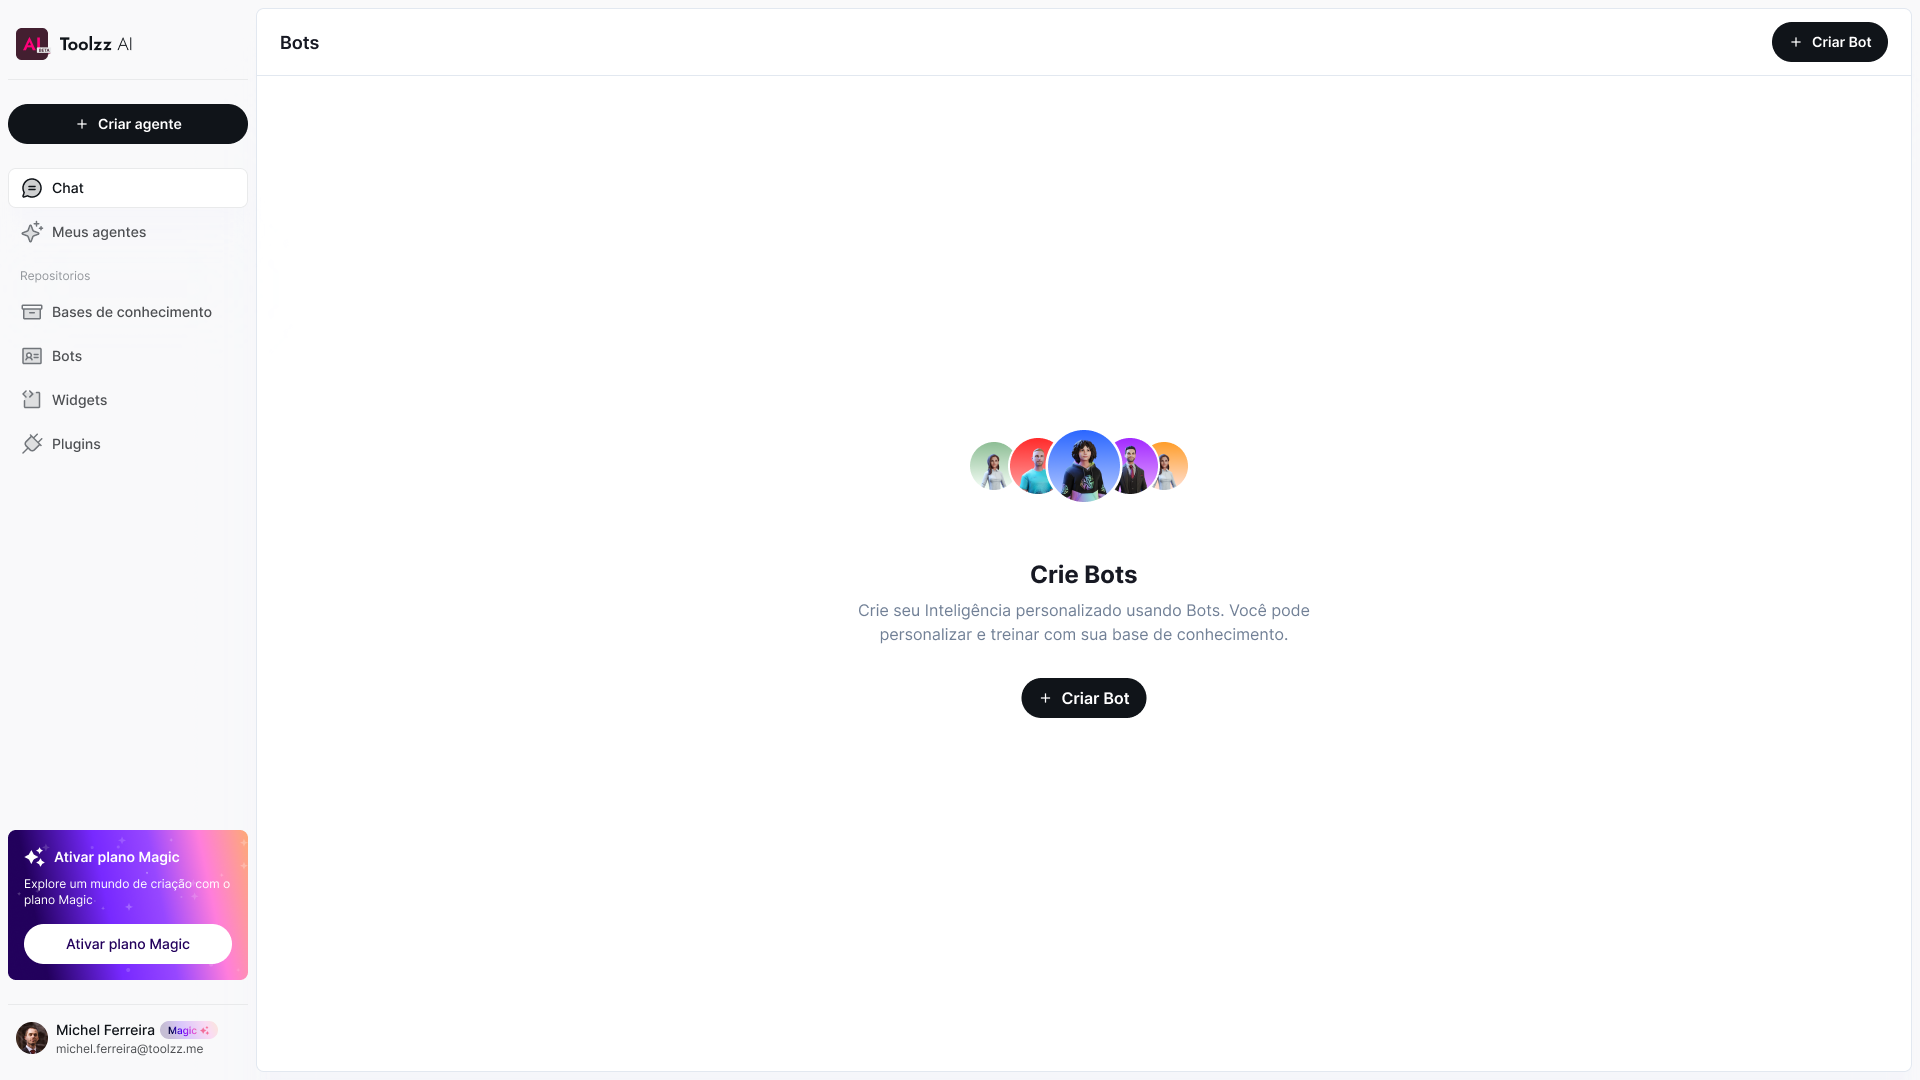 AI
BETA
Toolzz AI
Criar agente
Chat
Meus agentes
Repositorios
Bases de conhecimento
Bots
Widgets
Plugins
Ativar plano Magic
Explore um mundo de criação com o
plano Magic
Ativar plano Magic
Michel Ferreira Magic
michel.ferreira@toolzz.me
Bots
Criar Bot
Crie Bots
Crie seu Inteligência personalizado usando Bots. Você pode
personalizar e treinar com sua base de conhecimento.
Criar Bot